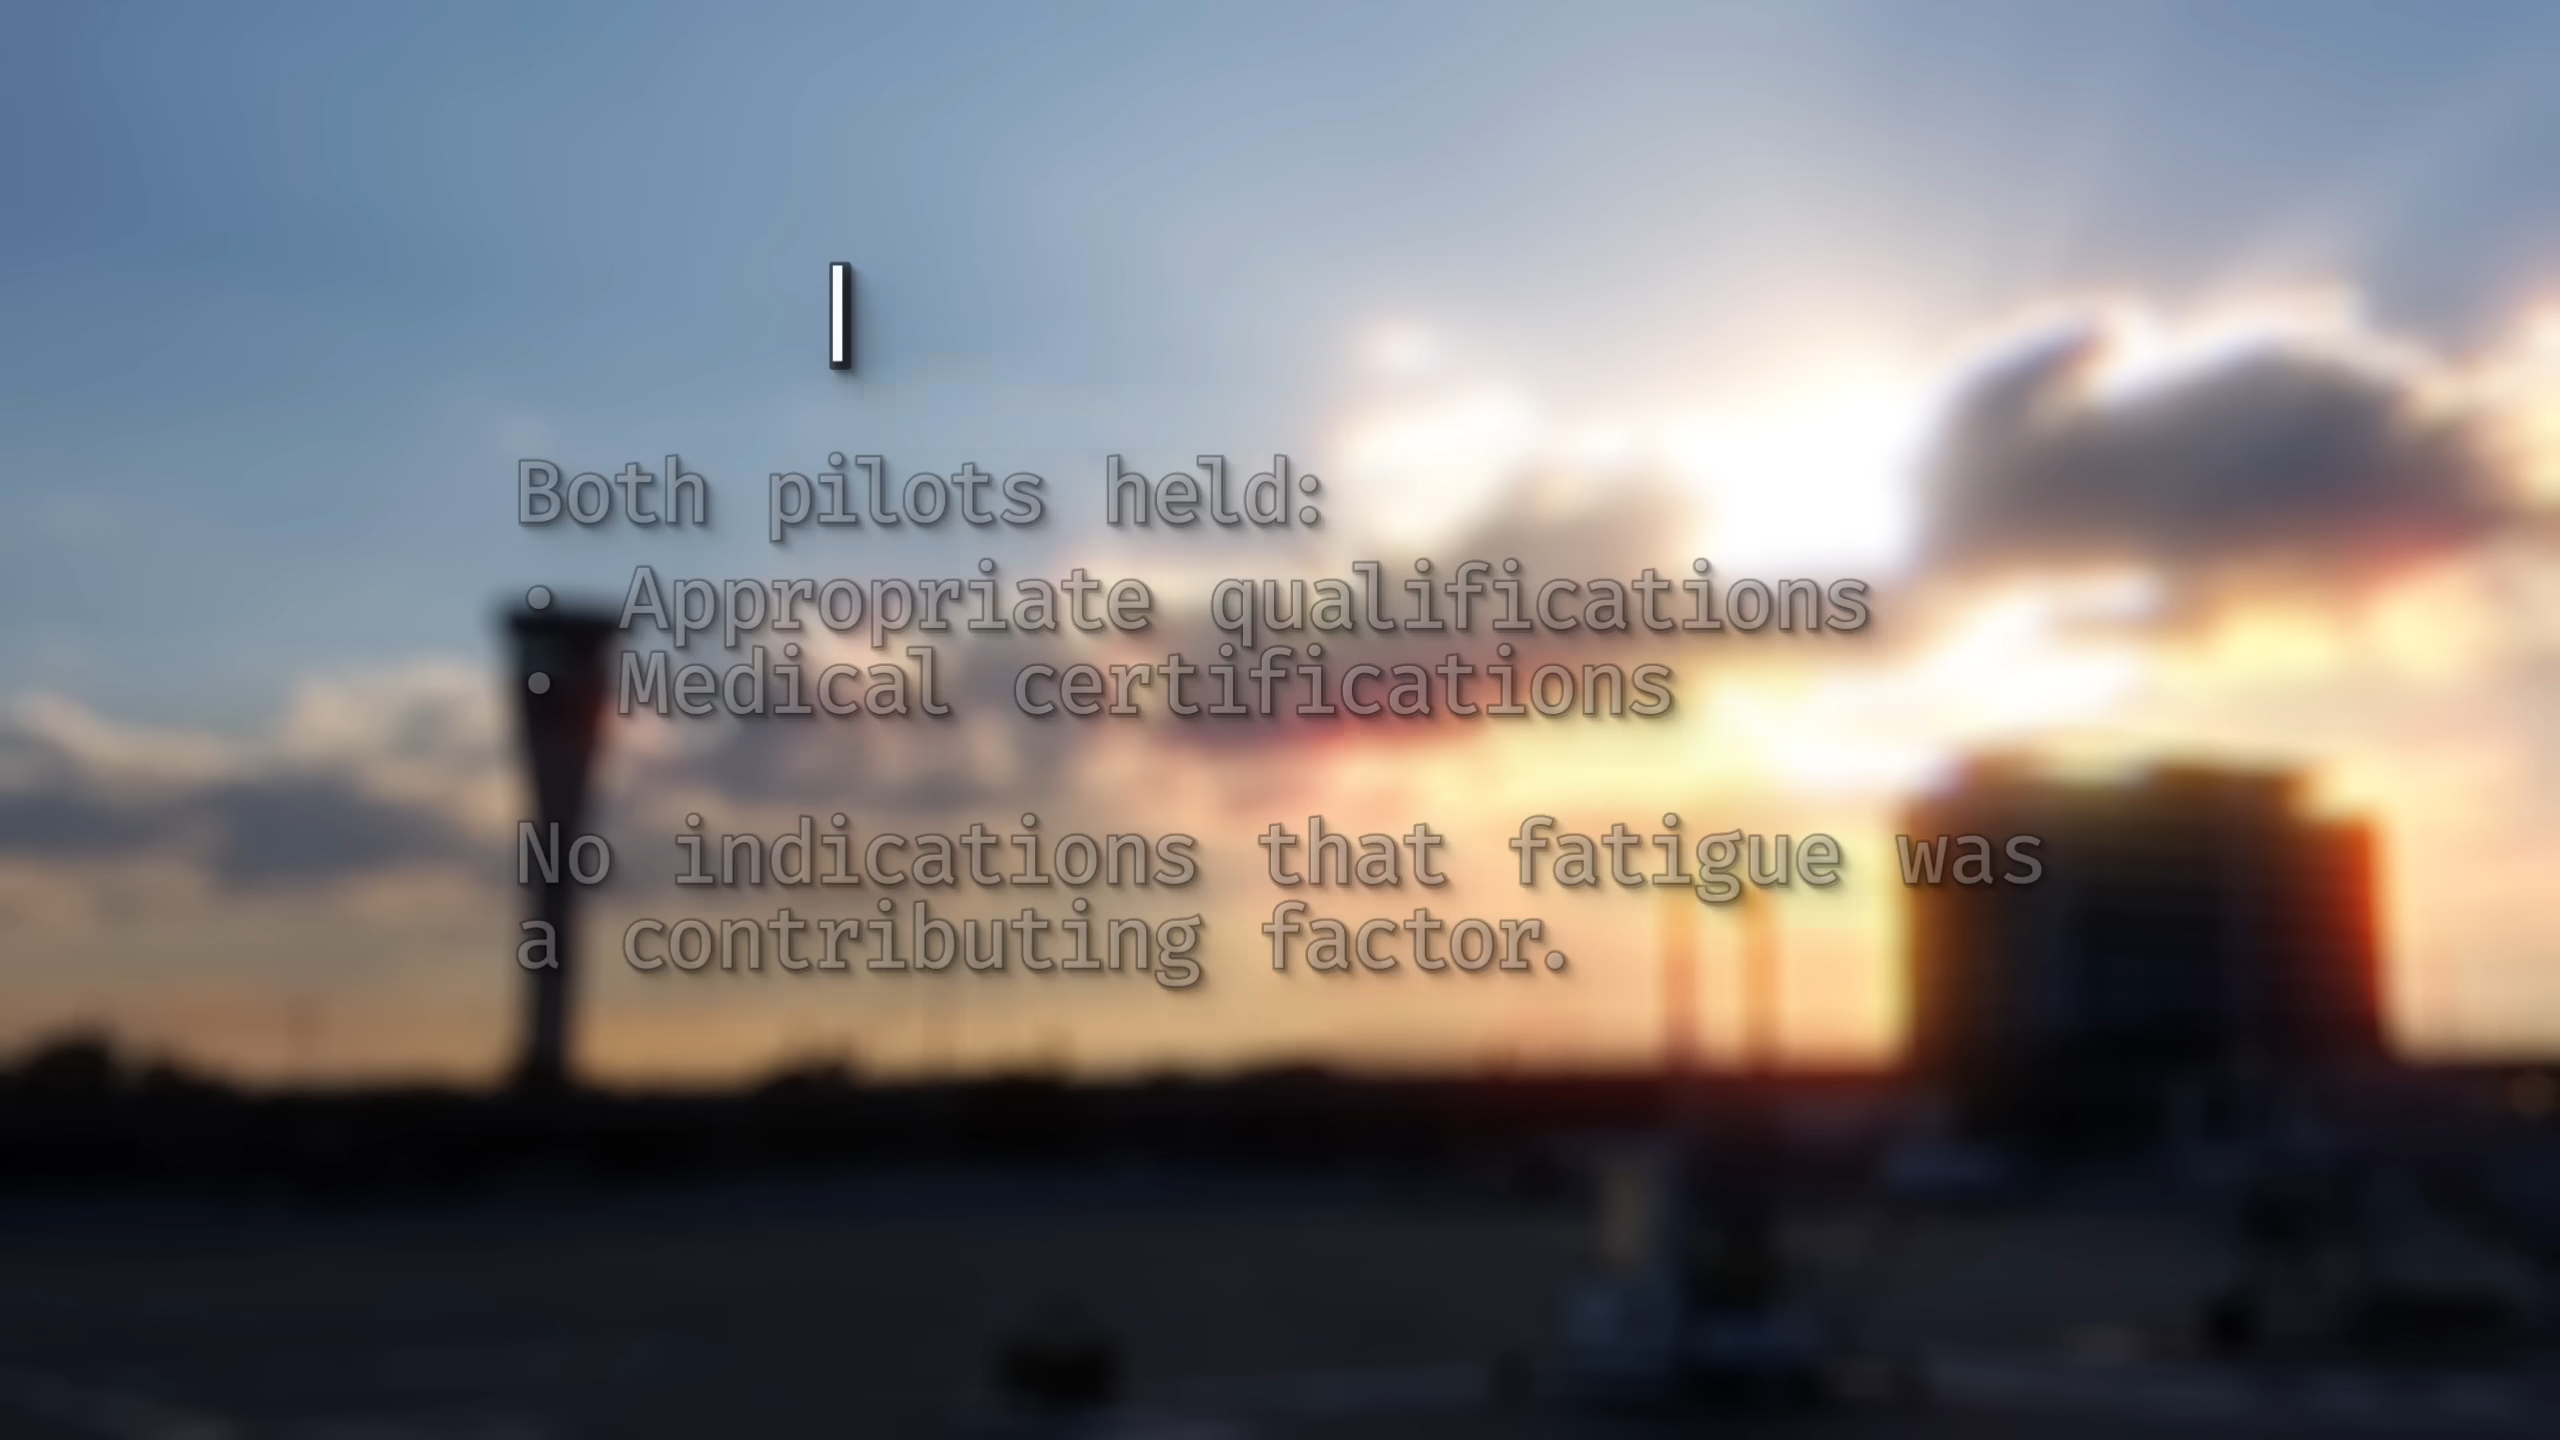 Both pilots held:
• Appropriate qualifications
• Medical certifications
No indications that fatigue was
a contributing factor.